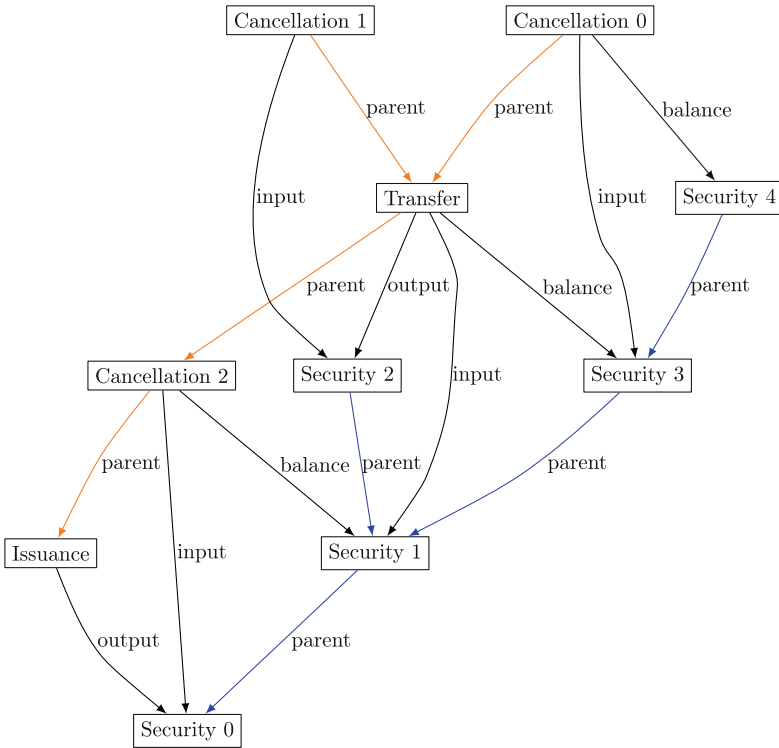 Cancellation 1
Cancellation 0
parent
parent
balance
input
input
Transfer
Security 4
parent
output
balance
parent
Cancellation 2
Security 2
input
Security 3
parent
balance
parent
parent
Issuance
input
Security 1
output
parent
Security 0